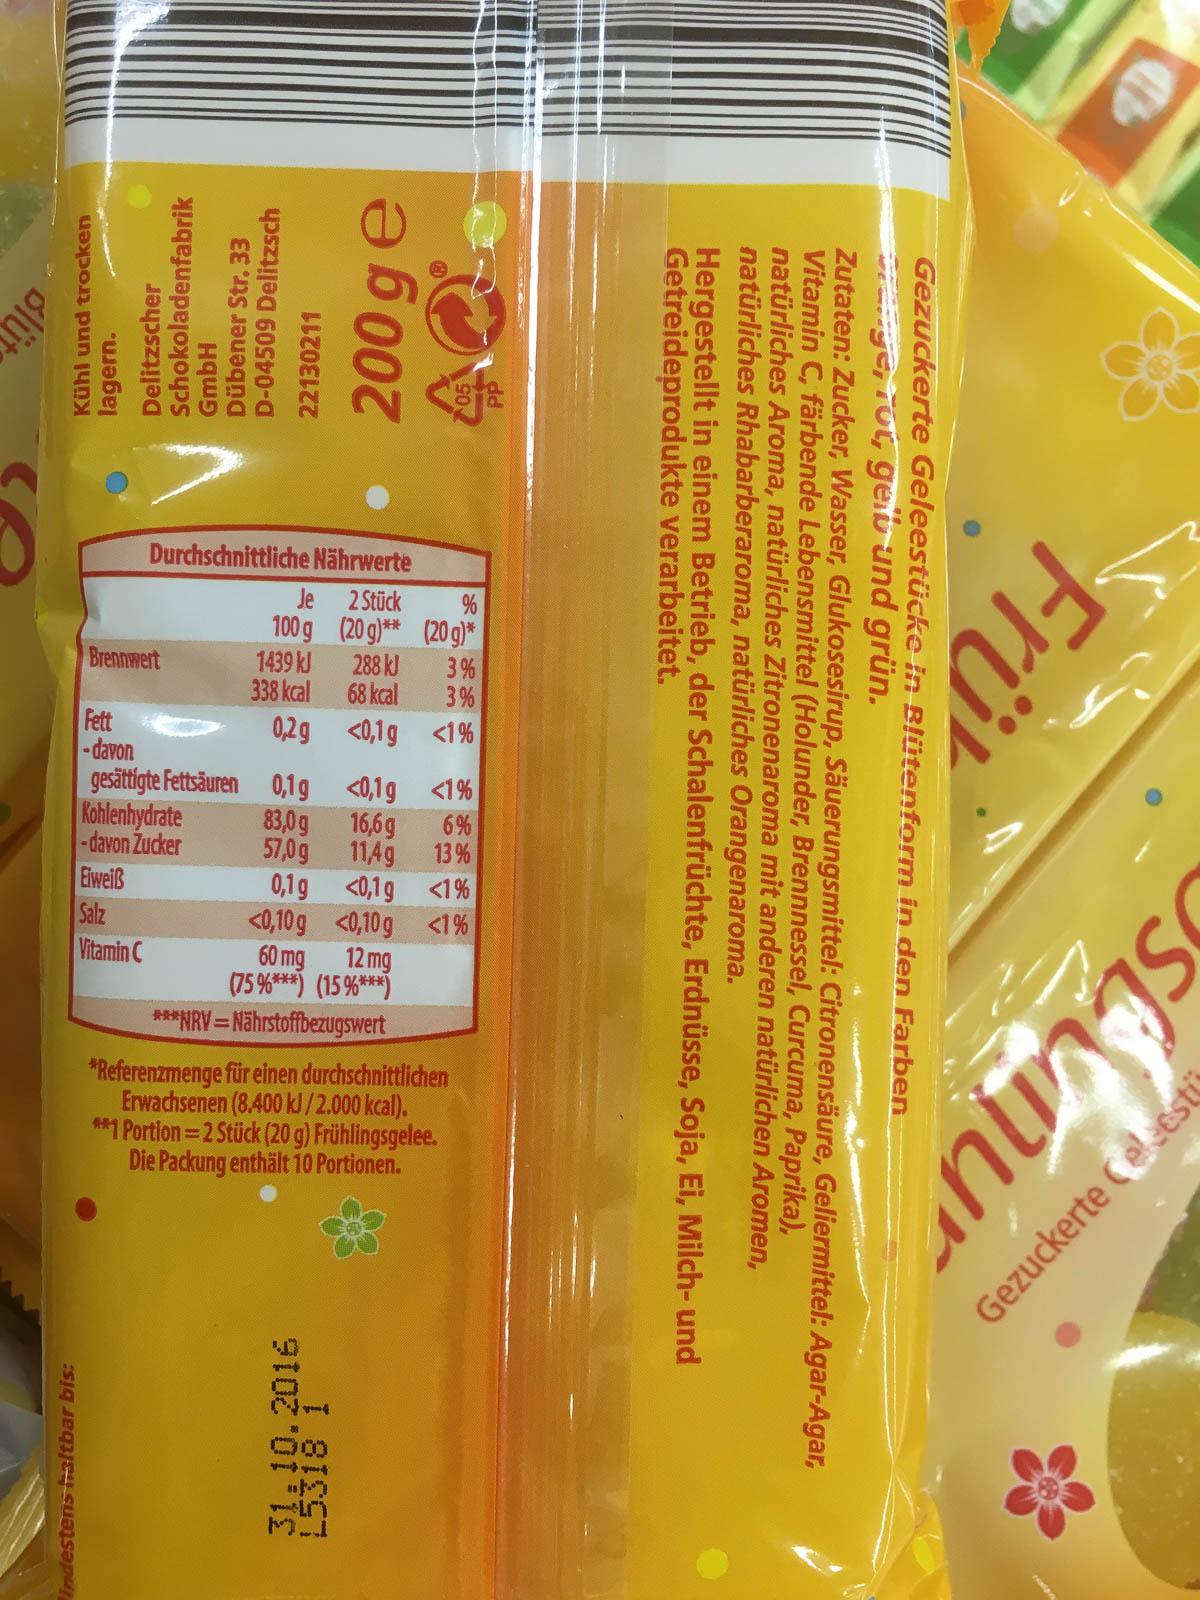 Gezuckerte Geleestücke in Blütenform in den Farben
orange, rot, gelb und grün.
Zutaten: Zucker, Wasser, Glukosesirup, Säuerungsmittel: Citronensäure, Geliermittel: Agar-Agar,
Vitamin C, färbende Lebensmittel (Holunder, Brennnessel, Curcuma, Paprika),
natürliches Aroma, natürliches Zitronenaroma mit anderen natürlichen Aromen,
natürliches Rhabarberaroma, natürliches Orangenaroma.
Hergestellt in einem Betrieb, der Schalenfrüchte, Erdnüsse, Soja, Ei, Milch- und
Getreideprodukte verarbeitet.
Kühl und trocken
lagern.
Delitzscher
Schokoladenfabrik
GmbH
Dübener Str. 33
D-04509 Delitzsch
22130211
200 g e
®
05
PP
Durchschnittliche Nährwerte
Je 2 Stück %
100 g (20 g)** (20 g)*
Brennwert 1439 kJ 288 kJ 3 %
338 kcal 68 kcal 3 %
Fett 0,2 g <0,1 g <1 %
- davon
gesättigte Fettsäuren 0,1 g <0,1 g <1 %
Kohlenhydrate 83,0 g 16,6 g 6 %
- davon Zucker 57,0 g 11,4 g 13 %
Eiweiß 0,1 g <0,1 g <1 %
Salz <0,10 g <0,10 g <1 %
Vitamin C 60 mg 12 mg
(75 %***) (15 %***)
***NRV = Nährstoffbezugswert
*Referenzmenge für einen durchschnittlichen
Erwachsenen (8.400 kJ / 2.000 kcal).
**1 Portion = 2 Stück (20 g) Frühlingsgelee.
Die Packung enthält 10 Portionen.
Mindestens haltbar bis:
31.10.2016
L5318 1
Gezuckerte